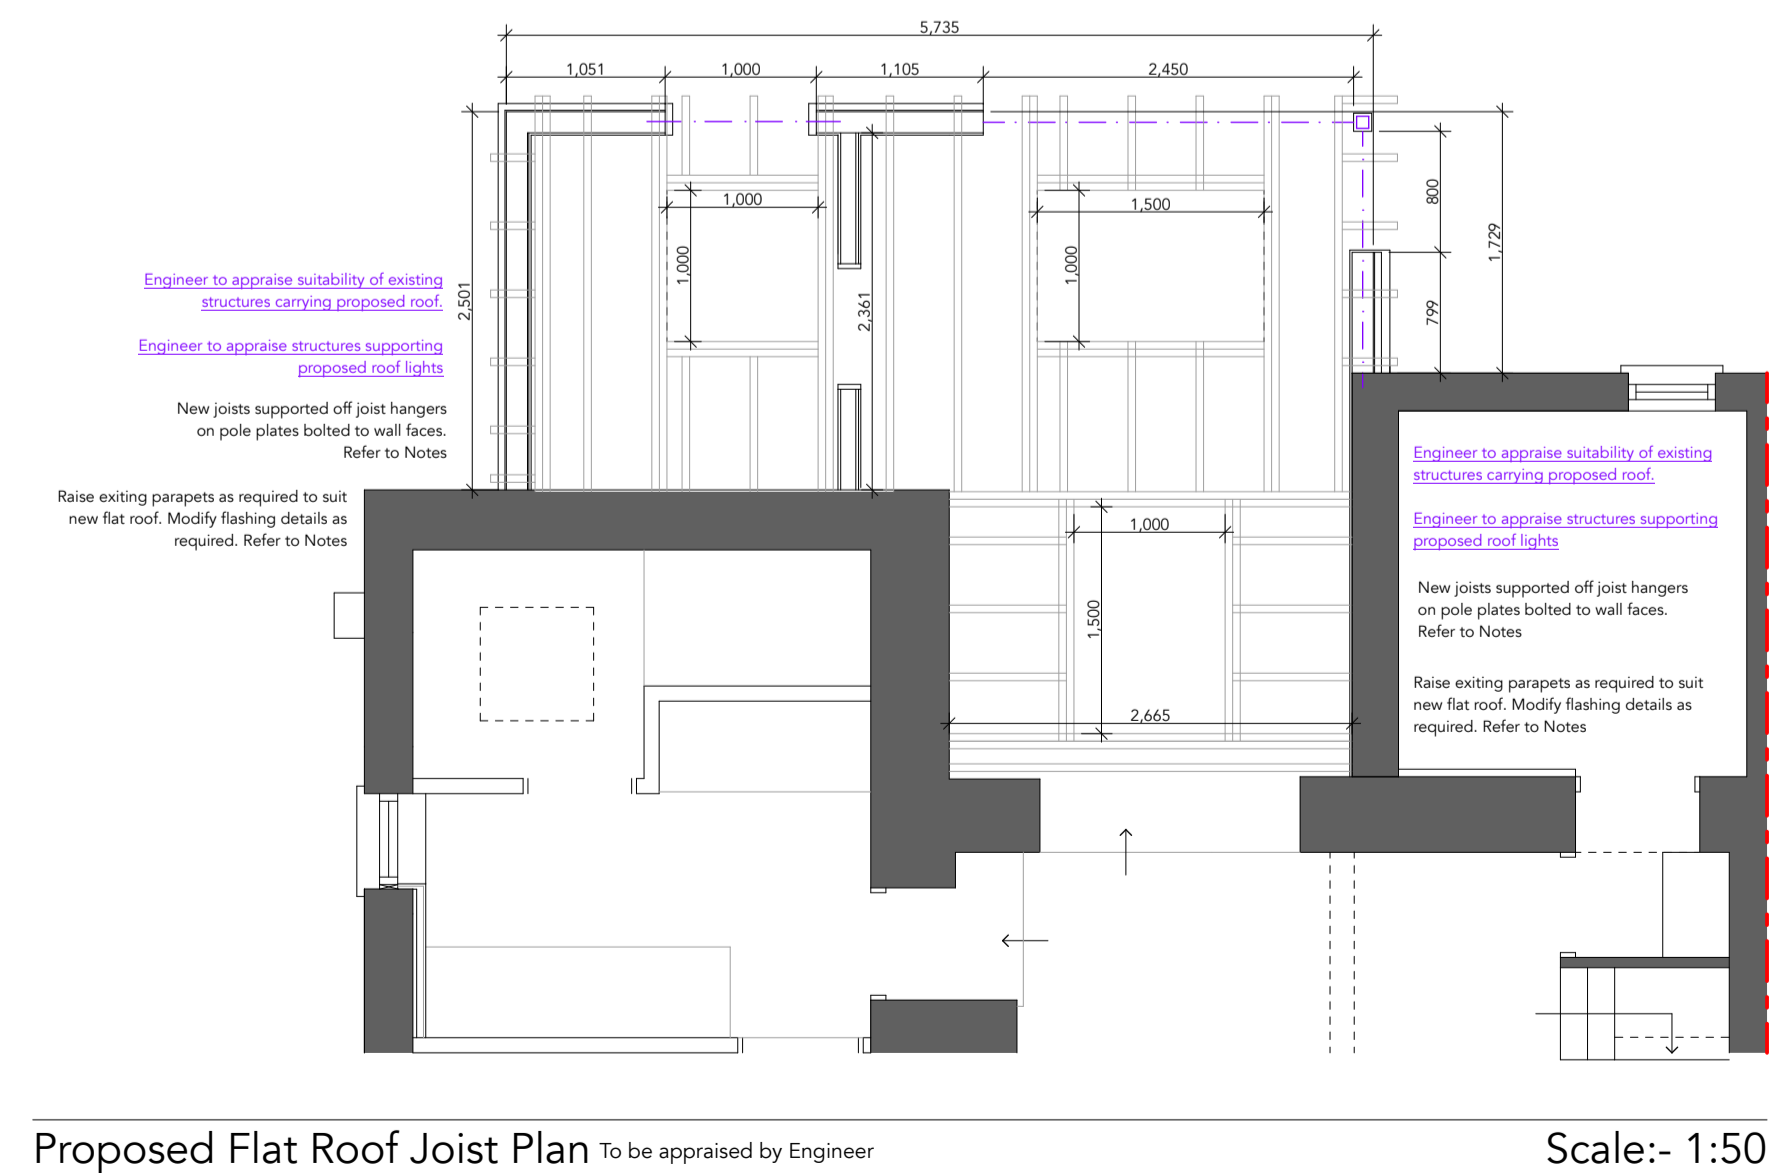 5,735
1,051
1,000
1,105
2,450
2,501
1,000
1,000
2,361
1,500
1,000
800
799
1,729
Engineer to appraise suitability of existing
structures carrying proposed roof.
Engineer to appraise structures supporting
proposed roof lights
New joists supported off joist hangers
on pole plates bolted to wall faces.
Refer to Notes
Raise exiting parapets as required to suit
new flat roof. Modify flashing details as
required. Refer to Notes
1,000
1,500
2,665
Engineer to appraise suitability of existing
structures carrying proposed roof.
Engineer to appraise structures supporting
proposed roof lights
New joists supported off joist hangers
on pole plates bolted to wall faces.
Refer to Notes
Raise exiting parapets as required to suit
new flat roof. Modify flashing details as
required. Refer to Notes
Proposed Flat Roof Joist Plan To be appraised by Engineer
Scale:- 1:50